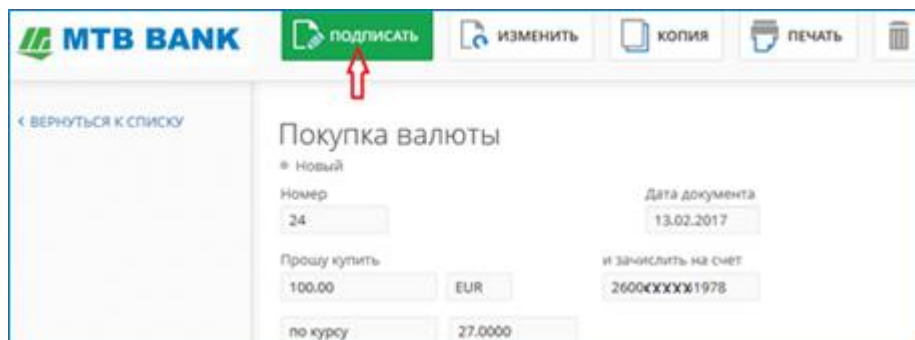 MTB BANK
ПОДПИСАТЬ
ИЗМЕНИТЬ
КОПИЯ
ПЕЧАТЬ
< ВЕРНУТЬСЯ К СПИСКУ
Покупка валюты
Новый
Номер
Дата документа
24
13.02.2017
Прошу купить
и зачислить на счет
100.00
EUR
2600XXXXX1978
по курсу
27.0000